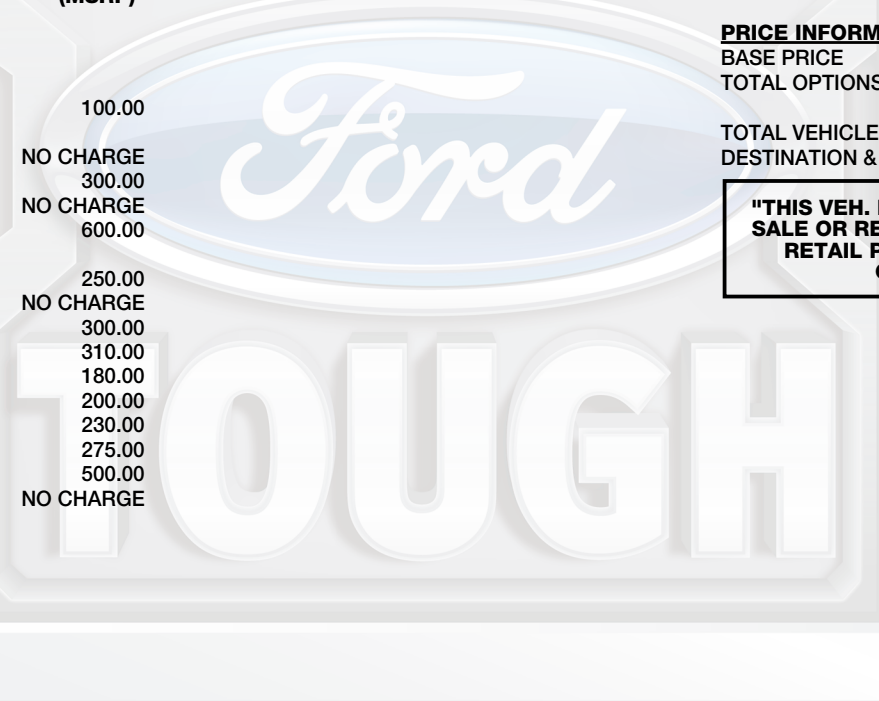 (MSRP)
100.00
NO CHARGE
300.00
NO CHARGE
600.00
250.00
NO CHARGE
300.00
310.00
180.00
200.00
230.00
275.00
500.00
NO CHARGE
PRICE INFORM
BASE PRICE
TOTAL OPTIONS
TOTAL VEHICLE
DESTINATION &
"THIS VEH.
SALE OR RE
RETAIL
Ford
TOUGH